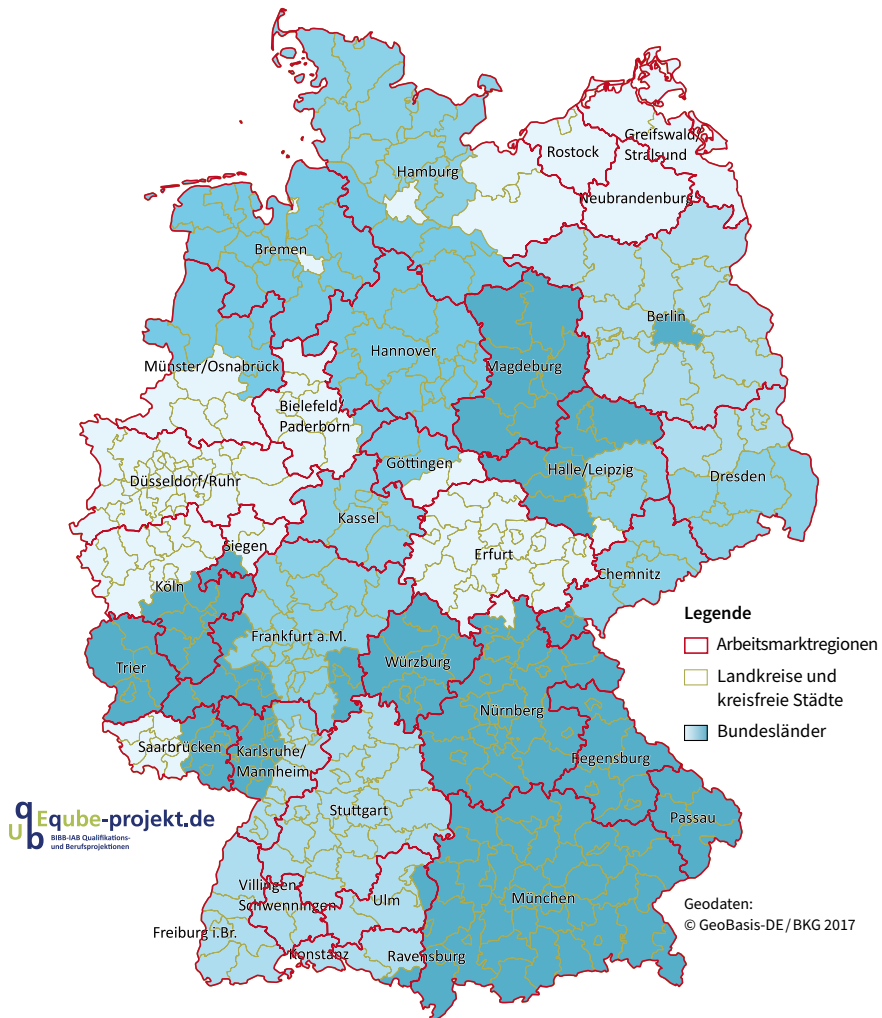 Greifswald/
Stralsund
Rostock
Hamburg
Neubrandenburg
Bremen
Berlin
Hannover
Münster/Osnabrück
Magdeburg
Bielefeld/
Paderborn
Göttingen
Halle/Leipzig
Düsseldorf/Ruhr
Dresden
Kassel
Siegen
Erfurt
Köln
Chemnitz
Frankfurt a.M.
Trier
Würzburg
Nürnberg
Saarbrücken
Karlsruhe/
Mannheim
Regensburg
Stuttgart
Passau
Villingen-
Schwenningen
Ulm
München
Freiburg i.Br.
Konstanz
Ravensburg
Legende
Arbeitsmarktregionen
Landkreise und
kreisfreie Städte
Bundesländer
qube-projekt.de
BIBB-IAB Qualifikations-
und Berufsprojektionen
qUbE
Geodaten:
© GeoBasis-DE/BKG 2017